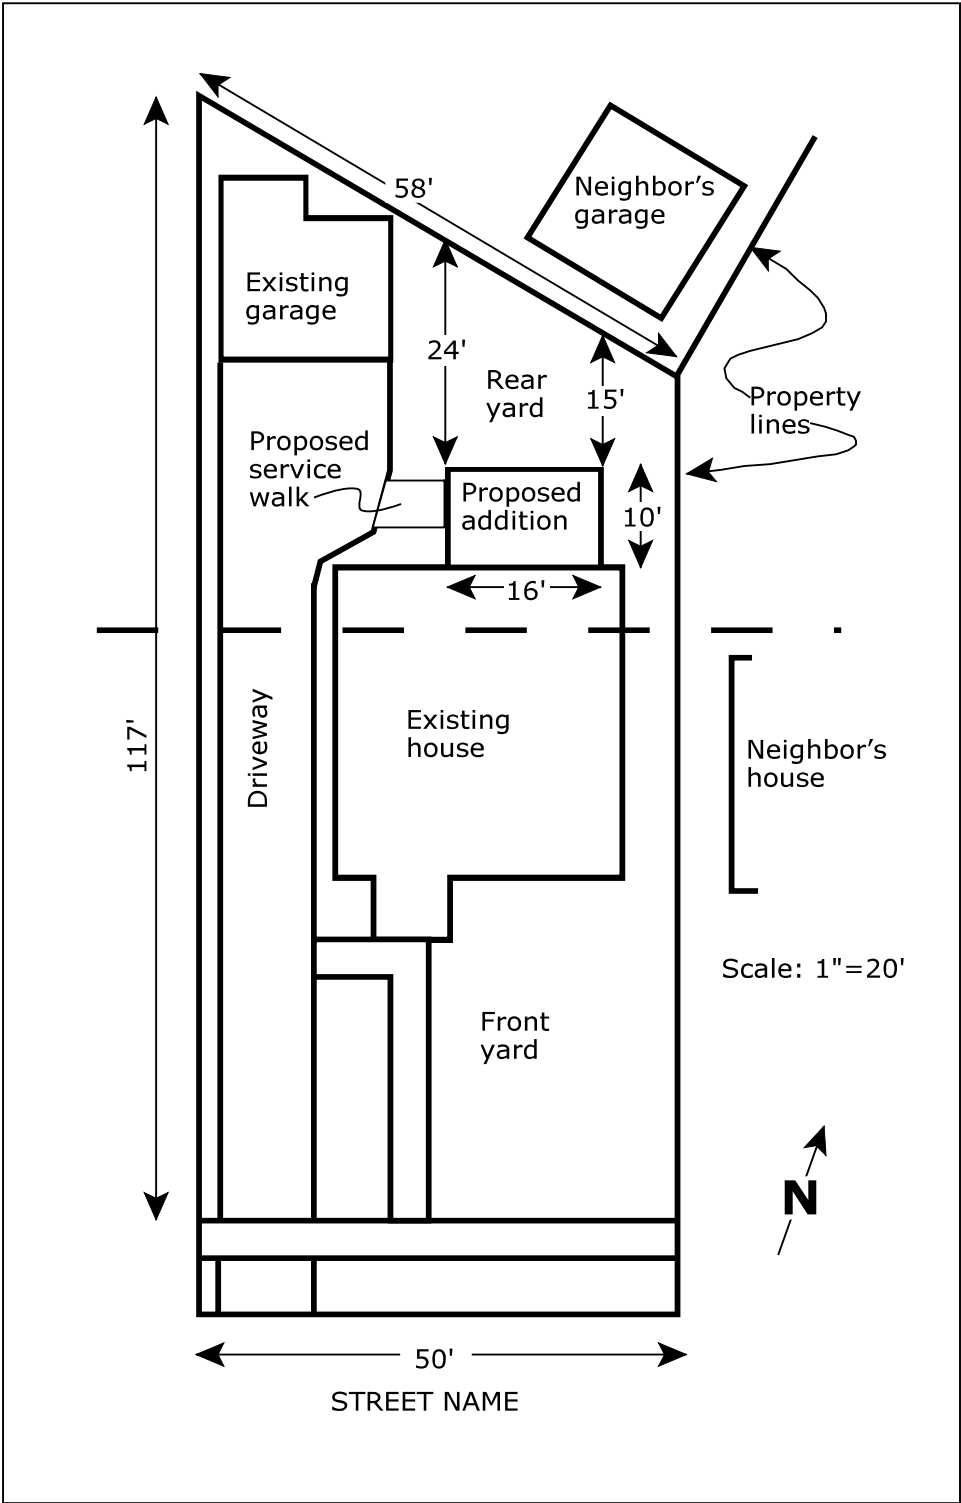 58'
Neighbor’s
garage
Existing
garage
24'
Rear
yard
15'
Property
lines
Proposed
service
walk
Proposed
addition
10'
16'
117'
Driveway
Existing
house
Neighbor’s
house
Scale: 1"=20'
Front
yard
N
50'
STREET NAME